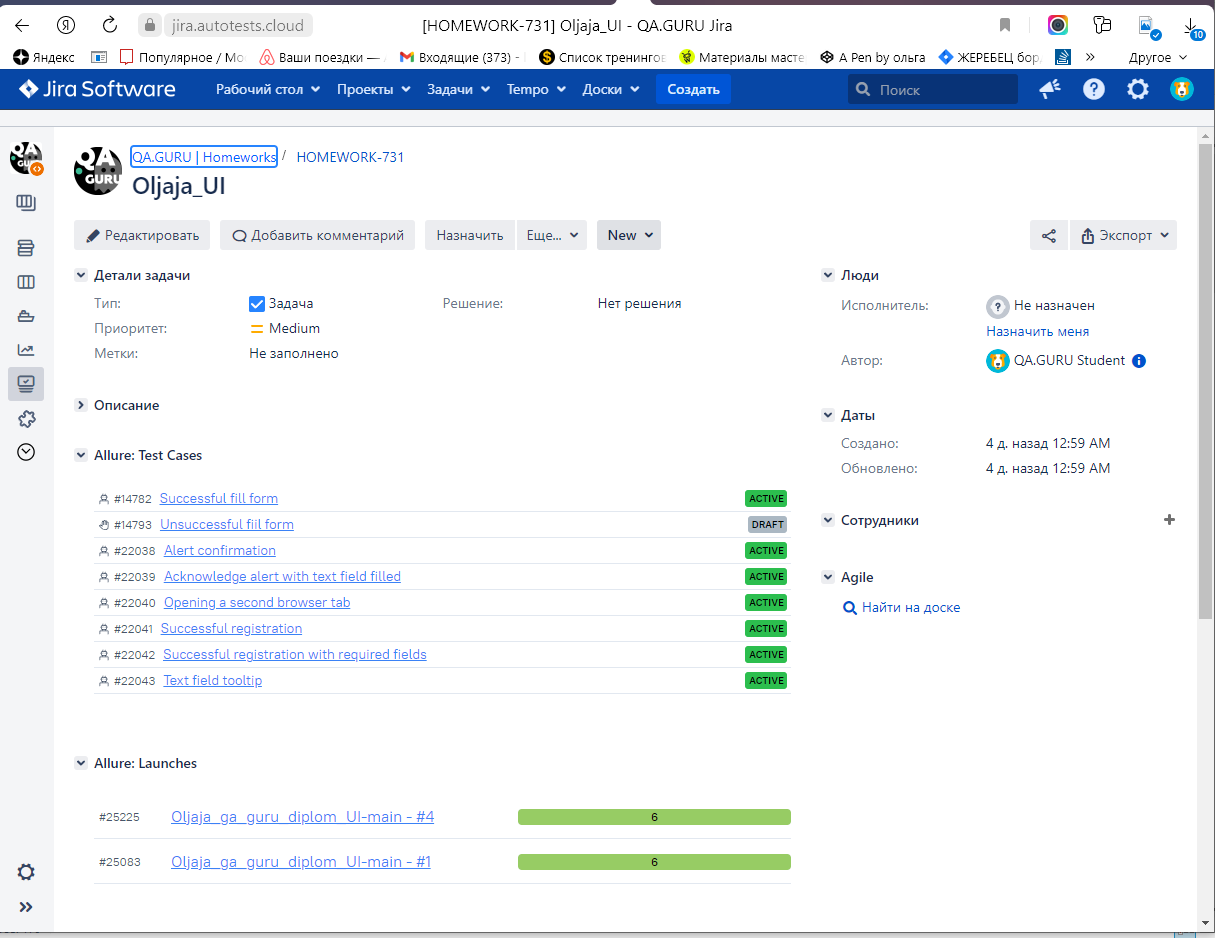 jira.autotests.cloud [HOMEWORK-731] Oljaja_UI - QA.GURU Jira 10
Яндекс Популярное / Мо Ваши поездки — Входящие (373) - Список тренингов Материалы масте A Pen by ольга ЖЕРЕБЕЦ бор Другое
Jira Software Рабочий стол Проекты Задачи Tempo Доски Создать Поиск
QA GURU QA.GURU | Homeworks / HOMEWORK-731
Oljaja_UI
Редактировать Добавить комментарий Назначить Еще... New Экспорт
Детали задачи
Тип: Задача Решение: Нет решения
Приоритет: Medium
Метки: Не заполнено
Описание
Allure: Test Cases
#14782 Successful fill form ACTIVE
#14793 Unsuccessful fiil form DRAFT
#22038 Alert confirmation ACTIVE
#22039 Acknowledge alert with text field filled ACTIVE
#22040 Opening a second browser tab ACTIVE
#22041 Successful registration ACTIVE
#22042 Successful registration with required fields ACTIVE
#22043 Text field tooltip ACTIVE
Allure: Launches
#25225 Oljaja_ga_guru_diplom_UI-main - #4 6
#25083 Oljaja_ga_guru_diplom_UI-main - #1 6
Люди
Исполнитель: Не назначен
Назначить меня
Автор: QA.GURU Student
Даты
Создано: 4 д. назад 12:59 AM
Обновлено: 4 д. назад 12:59 AM
Сотрудники
Agile
Найти на доске